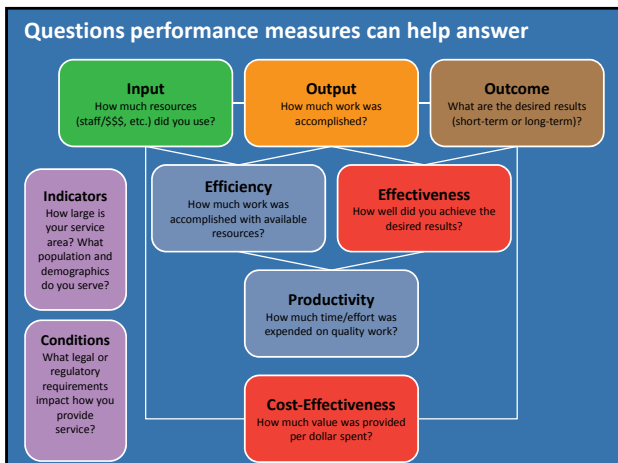 Questions performance measures can help answer
Input
How much resources
(staff/$$$, etc.) did you use?
Output
How much work was
accomplished?
Outcome
What are the desired results
(short-term or long-term)?
Indicators
How large is
your service
area? What
population and
demographics
do you serve?
Efficiency
How much work was
accomplished with available
resources?
Effectiveness
How well did you achieve the
desired results?
Productivity
How much time/effort was
expended on quality work?
Conditions
What legal or
regulatory
requirements
impact how you
provide
service?
Cost-Effectiveness
How much value was provided
per dollar spent?